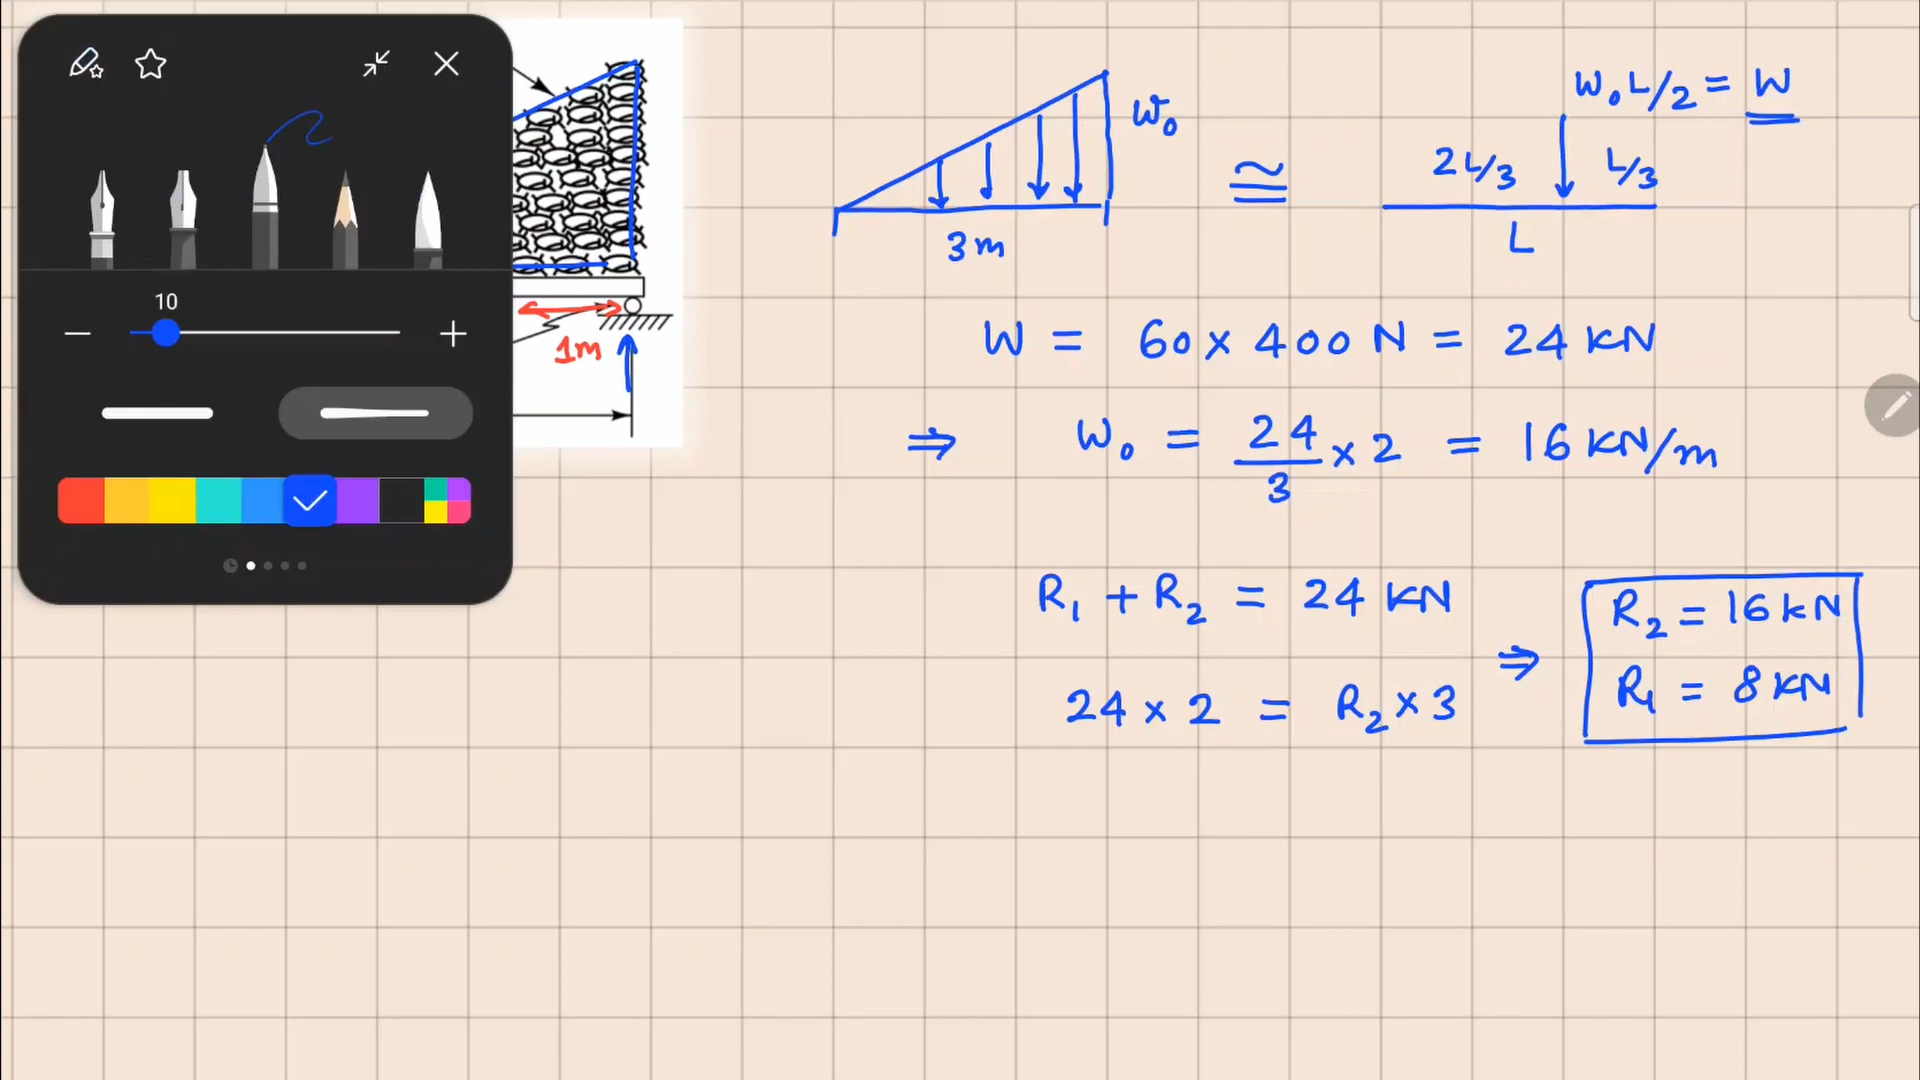 10
1m
W₀
3m
≅
W₀L/2 = W
2L/3
L/3
L
W = 60 × 400 N = 24 KN
⇒ W₀ = 24/3 × 2 = 16 KN/m
R₁ + R₂ = 24 KN
24 × 2 = R₂ × 3
⇒
R₂ = 16 KN
R₁ = 8 KN